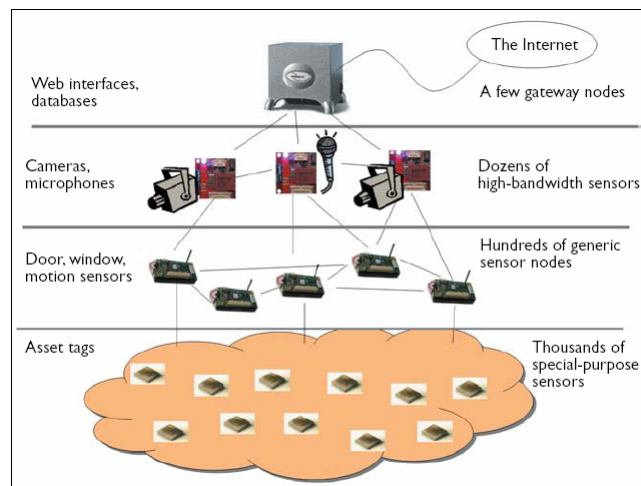 The Internet
Web interfaces,
databases
A few gateway nodes
Cameras,
microphones
Dozens of
high-bandwidth sensors
Door, window,
motion sensors
Hundreds of generic
sensor nodes
Asset tags
Thousands of
special-purpose
sensors